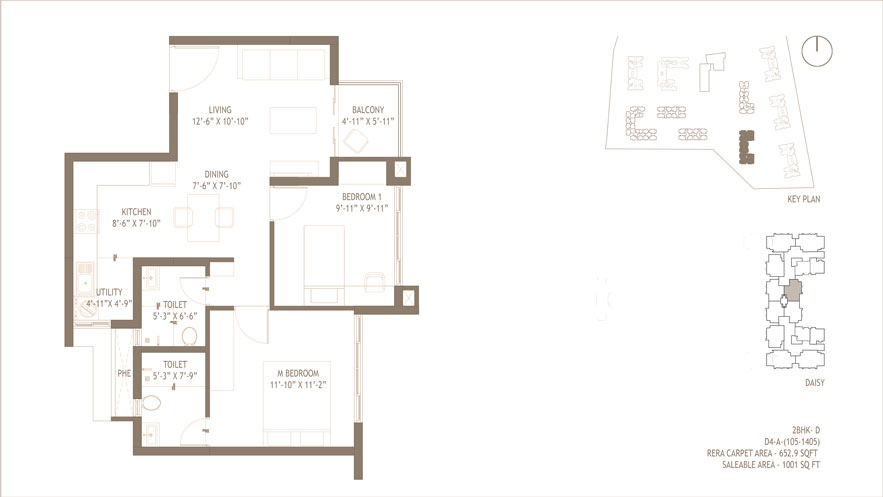 LIVING
12'-6" X 10'-10"
BALCONY
4'-11" X 5'-11"
DINING
7'-6" X 7'-10"
KITCHEN
8'-6" X 7'-10"
BEDROOM 1
9'-11" X 9'-11"
UTILITY
4'-11"X 4'-9"
TOILET
5'-3" X 6'-6"
TOILET
5'-3" X 7'-9"
PHE
M BEDROOM
11'-10" X 11'-2"
KEY PLAN
DAISY
2BHK- D
D4-A-(105-1405)
RERA CARPET AREA - 652.9 SQFT
SALEABLE AREA - 1001 SQ FT